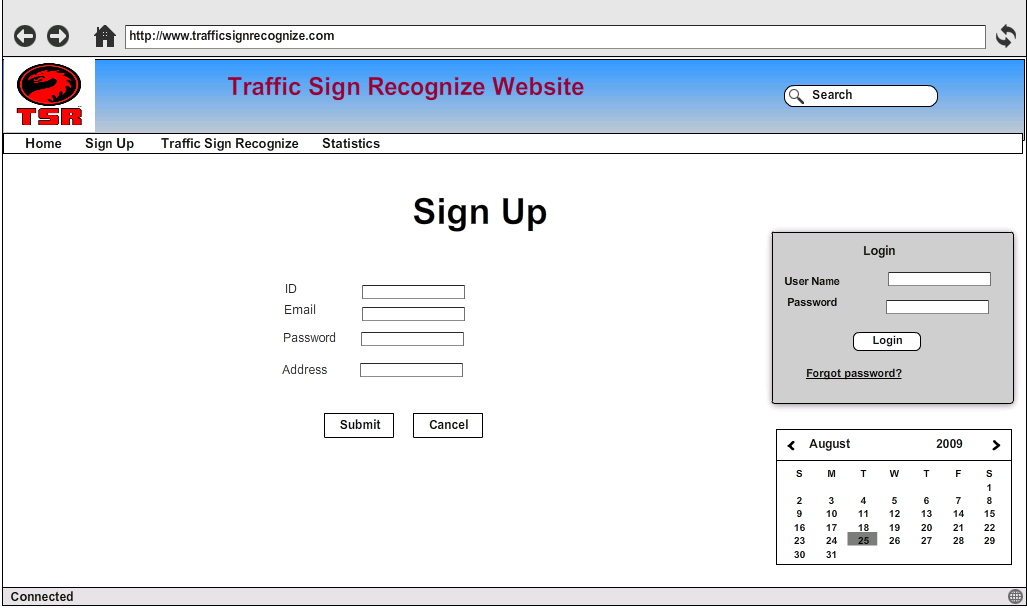 http://www.trafficsignrecognize.com
TSR
Traffic Sign Recognize Website
Search
Home Sign Up Traffic Sign Recognize Statistics
Sign Up
ID
Email
Password
Address
Submit Cancel
Login
User Name
Password
Login
Forgot password?
August 2009
S M T W T F S
1
2 3 4 5 6 7 8
9 10 11 12 13 14 15
16 17 18 19 20 21 22
23 24 25 26 27 28 29
30 31
Connected